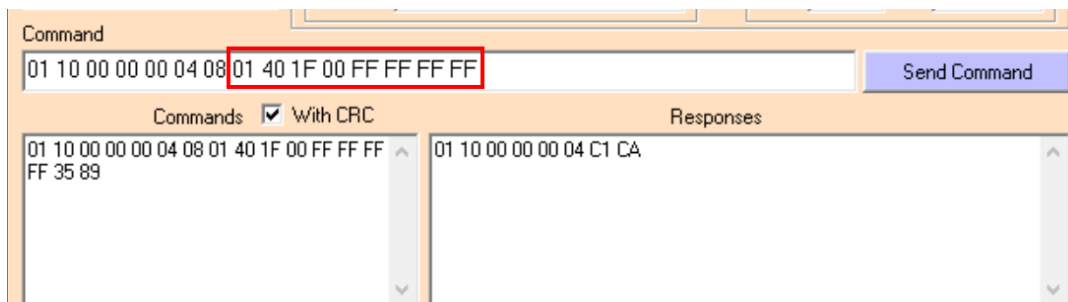 Command
01 10 00 00 00 04 08 01 40 1F 00 FF FF FF FF
Send Command
Commands With CRC
Responses
01 10 00 00 00 04 08 01 40 1F 00 FF FF FF
FF 35 89
01 10 00 00 00 04 C1 CA